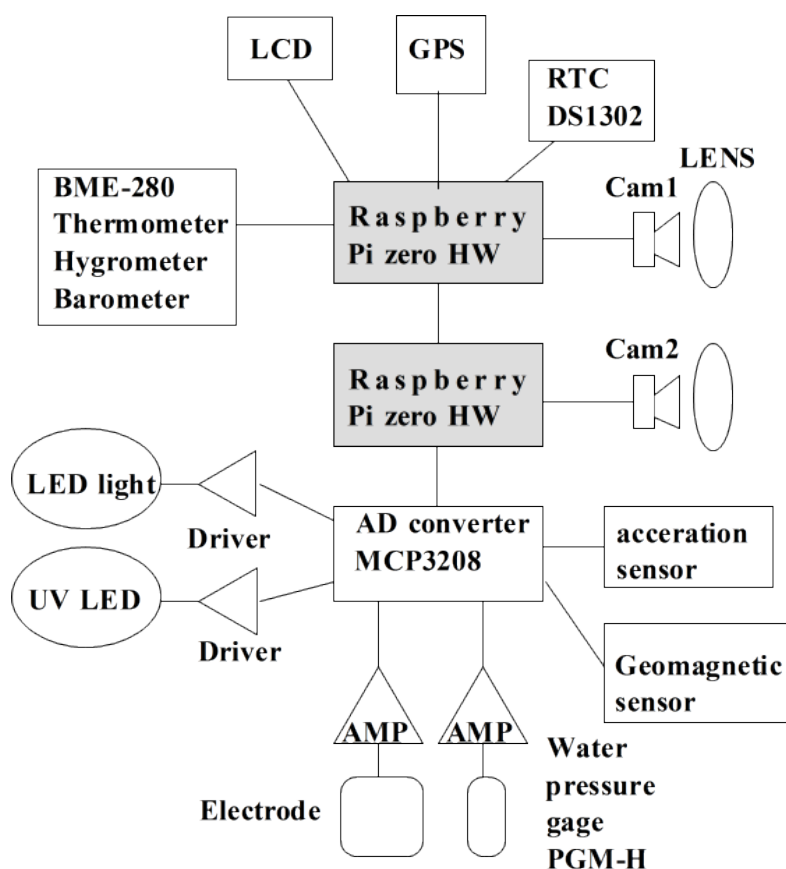 LCD
GPS
RTC
DS1302
LENS
Cam1
BME-280
Thermometer
Hygrometer
Barometer
Raspberry
Pi zero HW
Cam2
Raspberry
Pi zero HW
LED light
Driver
AD converter
MCP3208
acceration
sensor
UV LED
Driver
Geomagnetic
sensor
AMP
AMP
Electrode
Water
pressure
gage
PGM-H